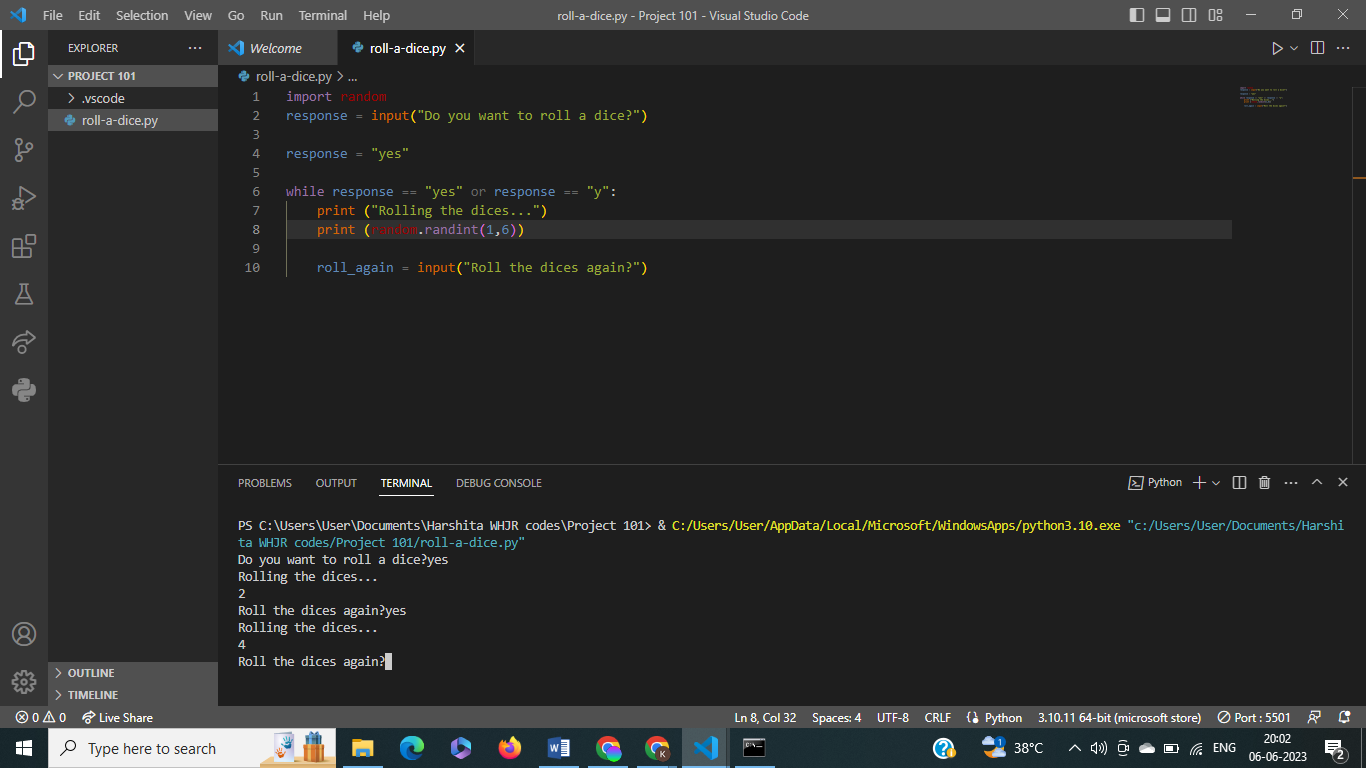 File Edit Selection View Go Run Terminal Help roll-a-dice.py - Project 101 - Visual Studio Code
EXPLORER
Welcome
roll-a-dice.py
PROJECT 101
.vscode
roll-a-dice.py
roll-a-dice.py > ...
1 import random
2 response = input("Do you want to roll a dice?")
3
4 response = "yes"
5
6 while response == "yes" or response == "y":
7 print ("Rolling the dices...")
8 print (random.randint(1,6))
9
10 roll_again = input("Roll the dices again?")
PROBLEMS OUTPUT TERMINAL DEBUG CONSOLE
Python
PS C:\Users\User\Documents\Harshita WHJR codes\Project 101> & C:/Users/User/AppData/Local/Microsoft/WindowsApps/python3.10.exe "c:/Users/User/Documents/Harshi
ta WHJR codes/Project 101/roll-a-dice.py"
Do you want to roll a dice?yes
Rolling the dices...
2
Roll the dices again?yes
Rolling the dices...
4
Roll the dices again?
OUTLINE
TIMELINE
0 0 Live Share Ln 8, Col 32 Spaces: 4 UTF-8 CRLF Python 3.10.11 64-bit (microsoft store) Port : 5501
Type here to search
W
K
1
38°C
ENG
20:02
06-06-2023
2